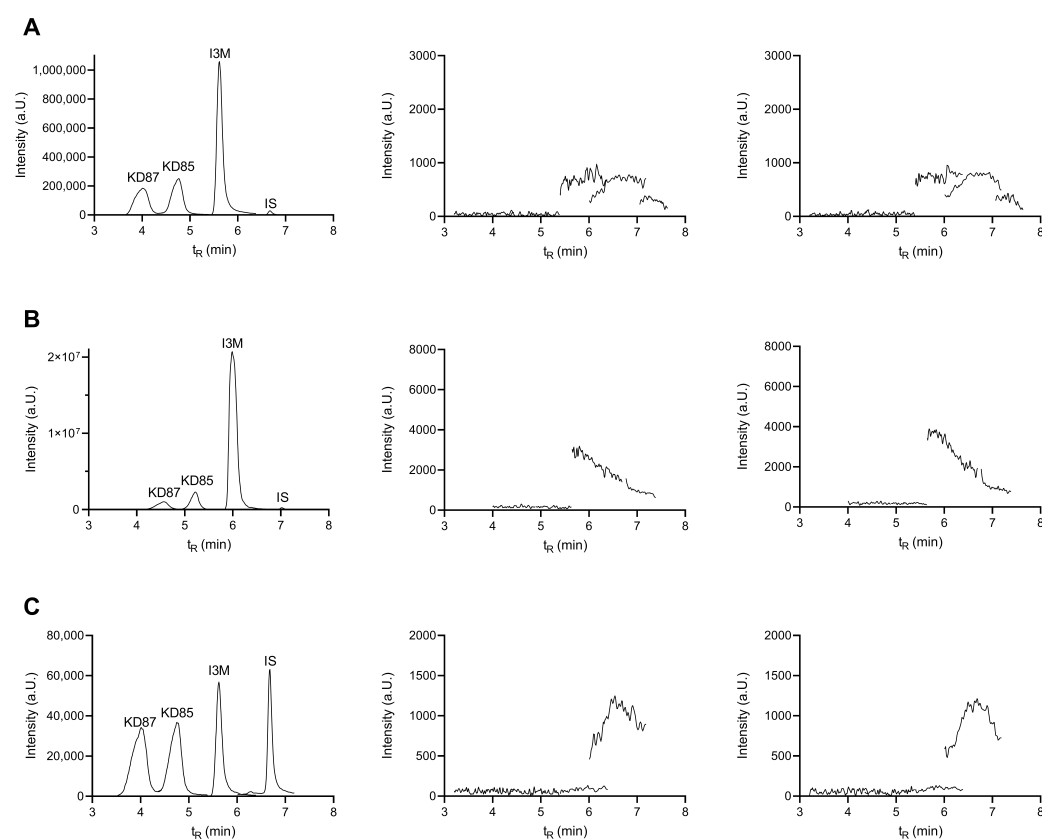 A
Intensity (a.U.)
1,000,000
800,000
600,000
400,000
200,000
0
KD87
KD85
I3M
IS
3 4 5 6 7 8
tR (min)
Intensity (a.U.)
3000
2000
1000
0
3 4 5 6 7 8
tR (min)
Intensity (a.U.)
3000
2000
1000
0
3 4 5 6 7 8
tR (min)
B
Intensity (a.U.)
2×10⁷
1×10⁷
0
KD87
KD85
I3M
IS
3 4 5 6 7 8
tR (min)
Intensity (a.U.)
8000
6000
4000
2000
0
3 4 5 6 7 8
tR (min)
Intensity (a.U.)
8000
6000
4000
2000
0
3 4 5 6 7 8
tR (min)
C
Intensity (a.U.)
80,000
60,000
40,000
20,000
0
KD87
KD85
I3M
IS
3 4 5 6 7 8
tR (min)
Intensity (a.U.)
2000
1500
1000
500
0
3 4 5 6 7 8
tR (min)
Intensity (a.U.)
2000
1500
1000
500
0
3 4 5 6 7 8
tR (min)